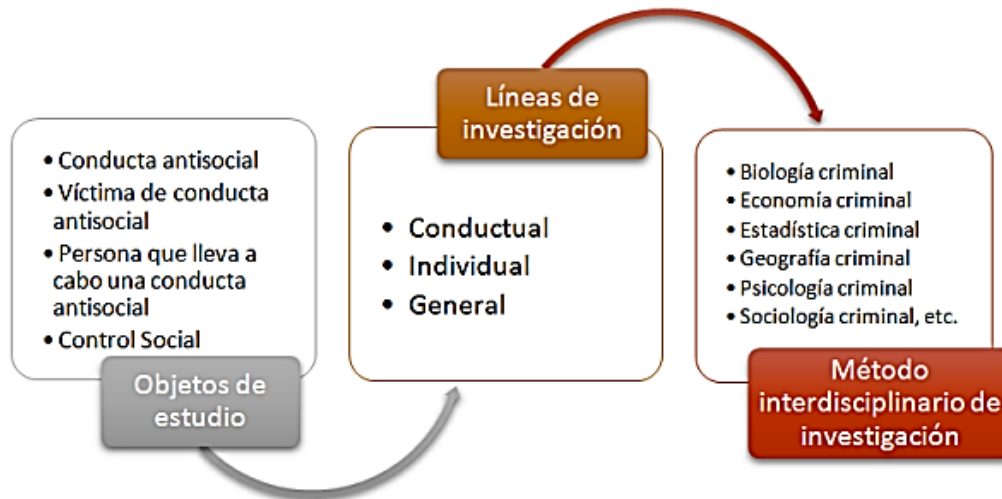 • Conducta antisocial
• Víctima de conducta
antisocial
• Persona que lleva a
cabo una conducta
antisocial
• Control Social
Objetos de
estudio
Líneas de
investigación
• Conductual
• Individual
• General
• Biología criminal
• Economía criminal
• Estadística criminal
• Geografía criminal
• Psicología criminal
• Sociología criminal, etc.
Método
interdisciplinario de
investigación